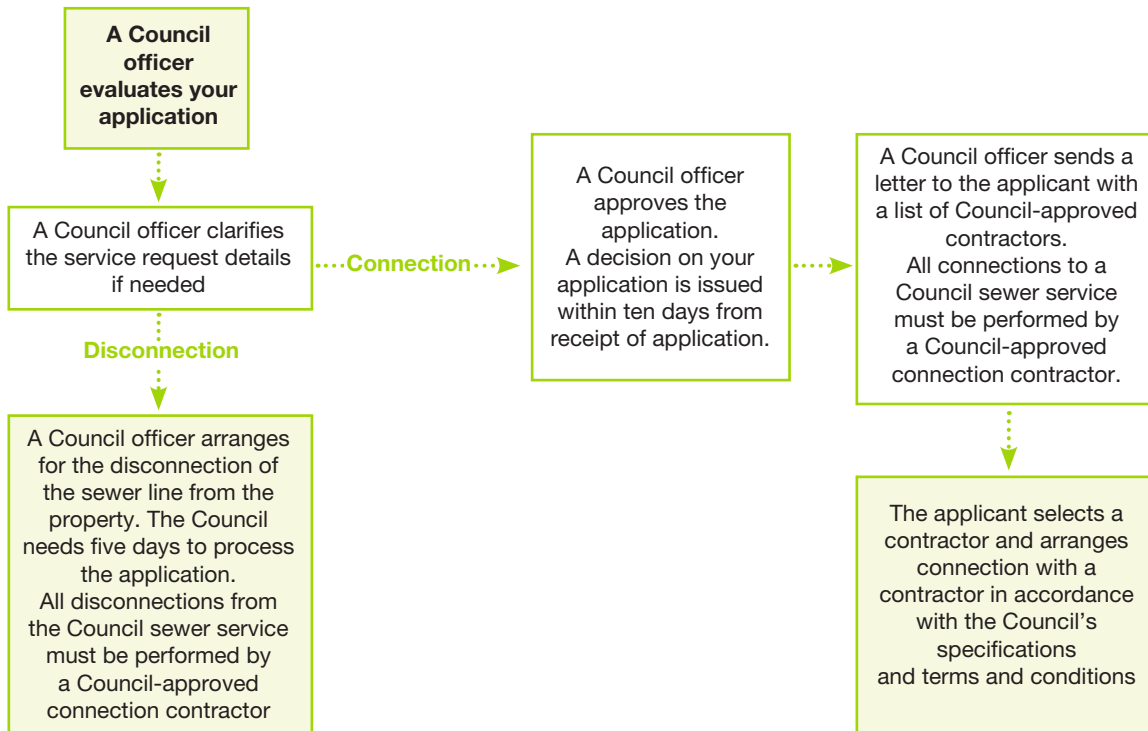 A Council
officer
evaluates your
application
A Council officer clarifies
the service request details
if needed
Connection
A Council officer
approves the
application.
A decision on your
application is issued
within ten days from
receipt of application.
A Council officer sends a
letter to the applicant with
a list of Council-approved
contractors.
All connections to a
Council sewer service
must be performed by
a Council-approved
connection contractor.
Disconnection
A Council officer arranges
for the disconnection of
the sewer line from the
property. The Council
needs five days to process
the application.
All disconnections from
the Council sewer service
must be performed by
a Council-approved
connection contractor
The applicant selects a
contractor and arranges
connection with a
contractor in accordance
with the Council’s
specifications
and terms and conditions